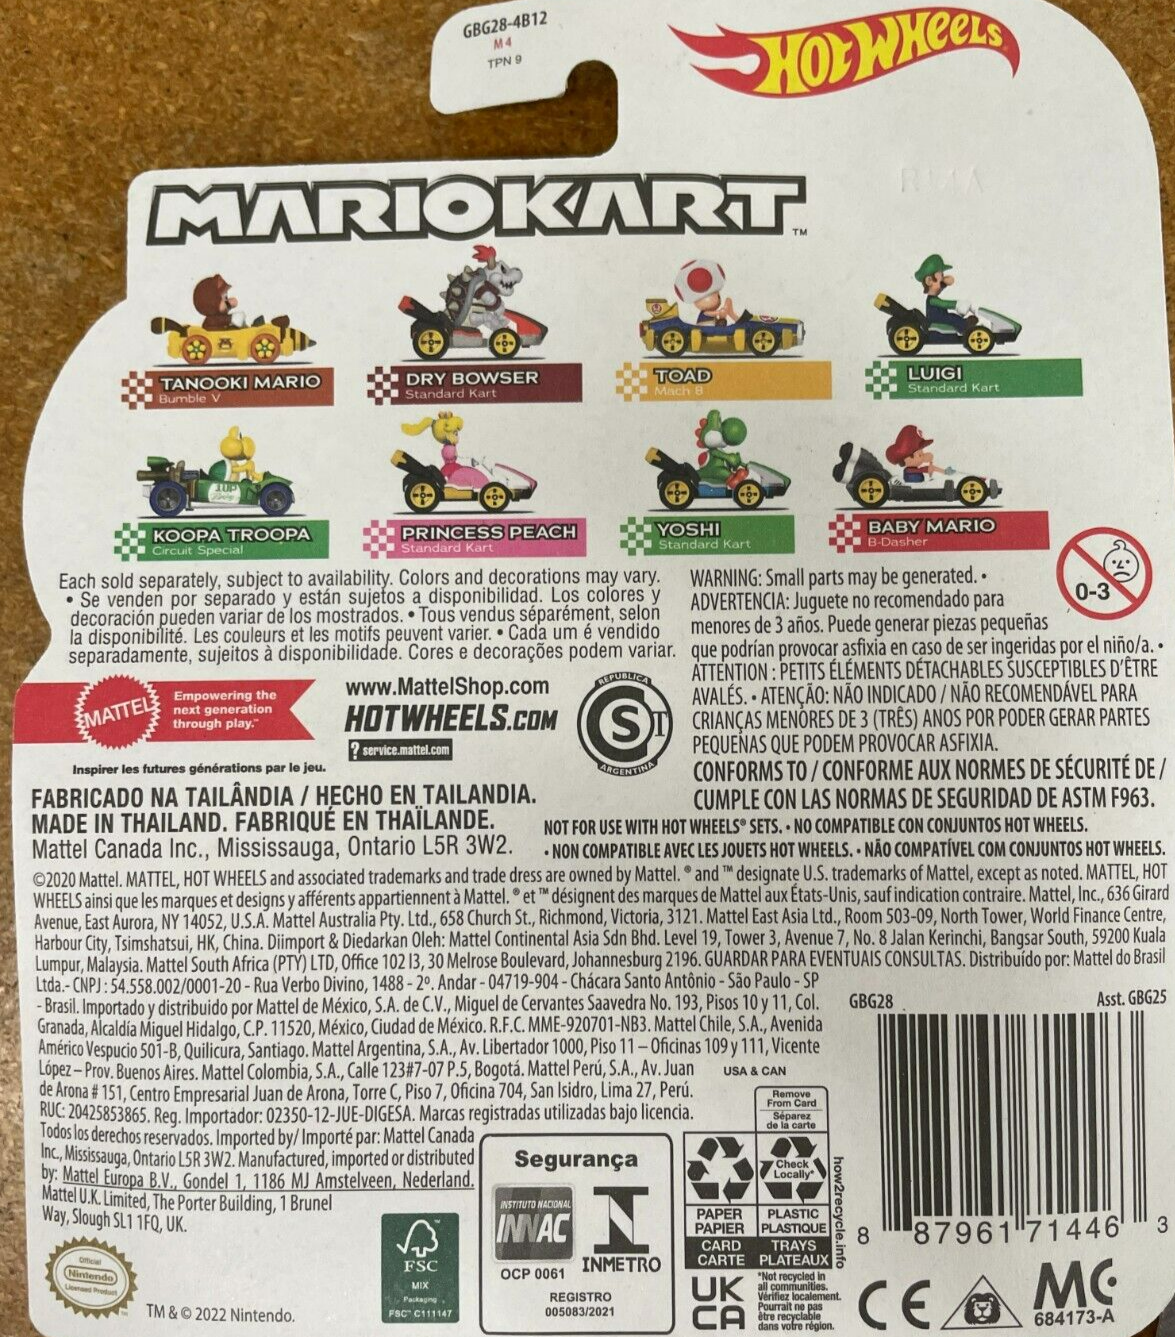 GBG28-4B12
M4
TPN 9
HOT WHEELS
MARIOKART™
TANOOKI MARIO
Bumble V
DRY BOWSER
Standard Kart
TOAD
Mach 8
LUIGI
Standard Kart
KOOPA TROOPA
Circuit Special
PRINCESS PEACH
Standard Kart
YOSHI
Standard Kart
BABY MARIO
B-Dasher
Each sold separately, subject to availability. Colors and decorations may vary.
• Se venden por separado y están sujetos a disponibilidad. Los colores y
decoración pueden variar de los mostrados. • Tous vendus séparément, selon
la disponibilité. Les couleurs et les motifs peuvent varier. • Cada um é vendido
separadamente, sujeitos à disponibilidade. Cores e decorações podem variar.
WARNING: Small parts may be generated. •
ADVERTENCIA: Juguete no recomendado para
menores de 3 años. Puede generar piezas pequeñas
que podrían provocar asfixia en caso de ser ingeridas por el niño/a. •
ATTENTION : PETITS ÉLÉMENTS DÉTACHABLES SUSCEPTIBLES D'ÊTRE
AVALÉS. • ATENÇÃO: NÃO INDICADO / NÃO RECOMENDÁVEL PARA
CRIANÇAS MENORES DE 3 (TRÊS) ANOS POR PODER GERAR PARTES
PEQUENAS QUE PODEM PROVOCAR ASFIXIA.
0-3
CONFORMS TO / CONFORME AUX NORMES DE SÉCURITÉ DE /
CUMPLE CON LAS NORMAS DE SEGURIDAD DE ASTM F963.
MATTEL
Empowering the
next generation
through play.™
Inspirer les futures générations par le jeu.
www.MattelShop.com
HOTWHEELS.COM
? service.mattel.com
REPUBLICA
S T
ARGENTINA
FABRICADO NA TAILÂNDIA / HECHO EN TAILANDIA.
MADE IN THAILAND. FABRIQUÉ EN THAÏLANDE.
Mattel Canada Inc., Mississauga, Ontario L5R 3W2.
NOT FOR USE WITH HOT WHEELS® SETS. • NO COMPATIBLE CON CONJUNTOS HOT WHEELS.
• NON COMPATIBLE AVEC LES JOUETS HOT WHEELS. • NÃO COMPATÍVEL COM CONJUNTOS HOT WHEELS.
©2020 Mattel. MATTEL, HOT WHEELS and associated trademarks and trade dress are owned by Mattel. ® and ™ designate U.S. trademarks of Mattel, except as noted. MATTEL, HOT
WHEELS ainsi que les marques et designs y afférents appartiennent à Mattel. ® et ™ désignent des marques de Mattel aux États-Unis, sauf indication contraire. Mattel, Inc., 636 Girard
Avenue, East Aurora, NY 14052, U.S.A. Mattel Australia Pty. Ltd., 658 Church St., Richmond, Victoria, 3121. Mattel East Asia Ltd., Room 503-09, North Tower, World Finance Centre,
Harbour City, Tsimshatsui, HK, China. Diimport & Diedarkan Oleh: Mattel Continental Asia Sdn Bhd. Level 19, Tower 3, Avenue 7, No. 8 Jalan Kerinchi, Bangsar South, 59200 Kuala
Lumpur, Malaysia. Mattel South Africa (PTY) LTD, Office 102 I3, 30 Melrose Boulevard, Johannesburg 2196. GUARDAR PARA EVENTUAIS CONSULTAS. Distribuído por: Mattel do Brasil
Ltda.- CNPJ : 54.558.002/0001-20 - Rua Verbo Divino, 1488 - 2º. Andar - 04719-904 - Chácara Santo Antônio - São Paulo - SP
- Brasil. Importado y distribuido por Mattel de México, S.A. de C.V., Miguel de Cervantes Saavedra No. 193, Pisos 10 y 11, Col.
Granada, Alcaldía Miguel Hidalgo, C.P. 11520, México, Ciudad de México. R.F.C. MME-920701-NB3. Mattel Chile, S.A., Avenida
Américo Vespucio 501-B, Quilicura, Santiago. Mattel Argentina, S.A., Av. Libertador 1000, Piso 11 – Oficinas 109 y 111, Vicente
López – Prov. Buenos Aires. Mattel Colombia, S.A., Calle 123#7-07 P.5, Bogotá. Mattel Perú, S.A., Av. Juan
de Arona # 151, Centro Empresarial Juan de Arona, Torre C, Piso 7, Oficina 704, San Isidro, Lima 27, Perú.
RUC: 20425853865. Reg. Importador: 02350-12-JUE-DIGESA. Marcas registradas utilizadas bajo licencia.
Todos los derechos reservados. Imported by/ Importé par: Mattel Canada
Inc., Mississauga, Ontario L5R 3W2. Manufactured, imported or distributed
by: Mattel Europa B.V., Gondel 1, 1186 MJ Amstelveen, Nederland.
Mattel U.K. Limited, The Porter Building, 1 Brunel
Way, Slough SL1 1FQ, UK.
Official
Nintendo
Licensed Product
TM & © 2022 Nintendo.
FSC
MIX
Packaging
FSC™ C111147
Segurança
INSTITUTO NACIONAL
INNAC
OCP 0061
INMETRO
REGISTRO
005083/2021
USA & CAN
Remove
From Card
Séparez
de la carte
Check
Locally*
PAPER
PAPIER
PLASTIC
PLASTIQUE
CARD
CARTE
TRAYS
PLATEAUX
how2recycle.info
UK
CA
*Not recycled in
all communities.
Vérifiez localement.
Pourrait ne pas
être recyclable
dans votre région.
GBG28
Asst. GBG25
8 87961 71446 3
CE
MC
684173-A